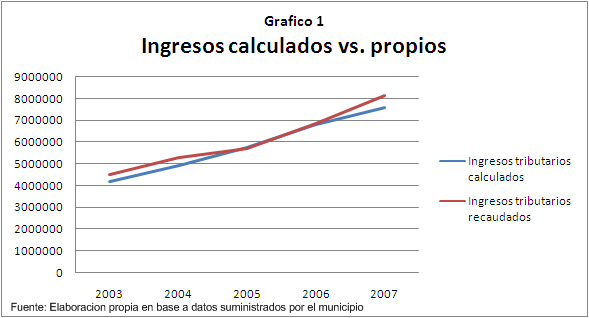 Grafico 1
Ingresos calculados vs. propios
9000000
8000000
7000000
6000000
5000000
4000000
3000000
2000000
1000000
0
2003 2004 2005 2006 2007
Ingresos tributarios
calculados
Ingresos tributarios
recaudados
Fuente: Elaboracion propia en base a datos suministrados por el municipio